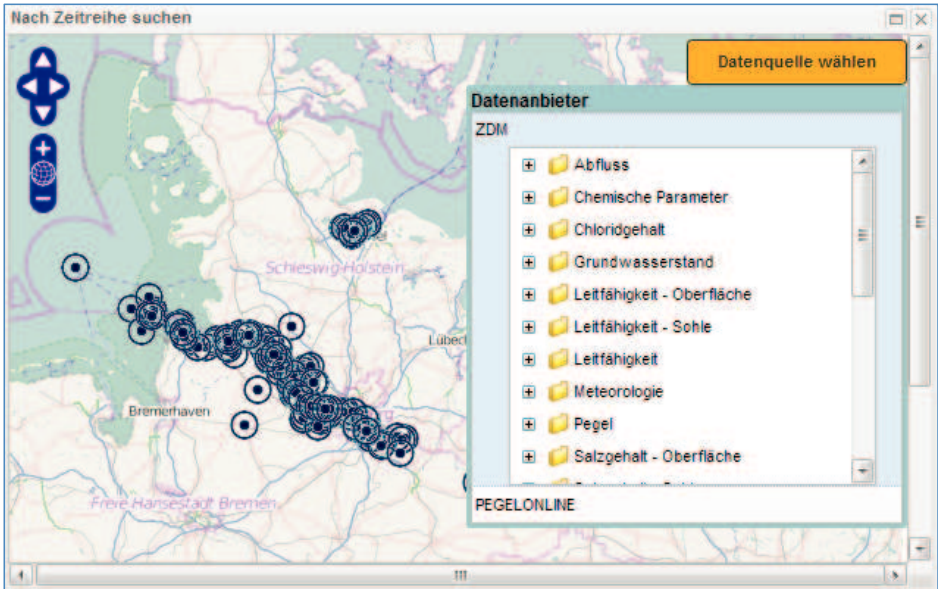 Nach Zeitreihe suchen
Datenquelle wählen
Datenanbieter
ZDM
Abfluss
Chemische Parameter
Chloridgehalt
Grundwasserstand
Leitfähigkeit - Oberfläche
Leitfähigkeit - Sohle
Leitfähigkeit
Meteorologie
Pegel
Salzgehalt - Oberfläche
PEGELONLINE
Schleswig-Holstein
Lübec
Bremerhaven
Freie Hansestadt Bremen